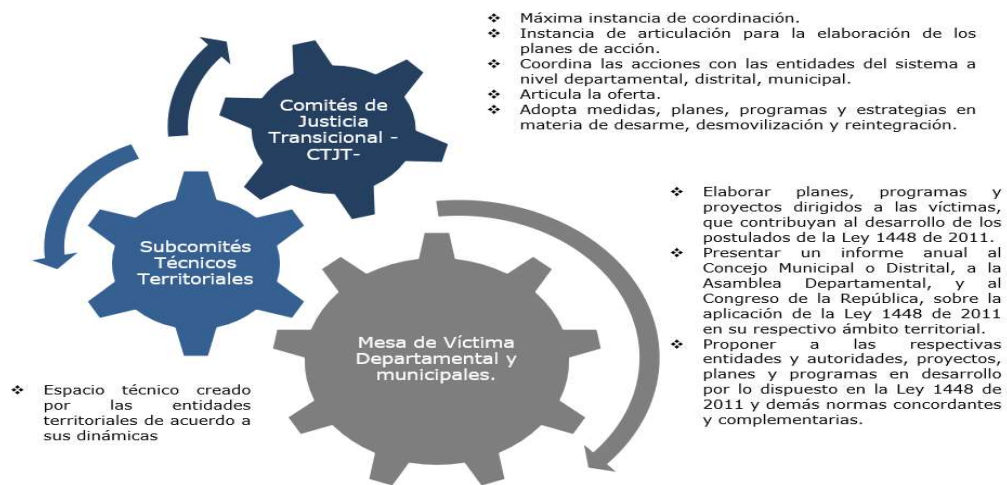 ❖ Máxima instancia de coordinación.
❖ Instancia de articulación para la elaboración de los
planes de acción.
❖ Coordina las acciones con las entidades del sistema a
nivel departamental, distrital, municipal.
❖ Articula la oferta.
❖ Adopta medidas, planes, programas y estrategias en
materia de desarme, desmovilización y reintegración.
Comités de
Justicia
Transicional -
CTJT-
Subcomités
Técnicos
Territoriales
❖ Elaborar planes, programas y
proyectos dirigidos a las víctimas,
que contribuyan al desarrollo de los
postulados de la Ley 1448 de 2011.
❖ Presentar un informe anual al
Concejo Municipal o Distrital, a la
Asamblea Departamental, y al
Congreso de la República, sobre la
aplicación de la Ley 1448 de 2011
en su respectivo ámbito territorial.
❖ Proponer a las respectivas
entidades y autoridades, proyectos,
planes y programas en desarrollo
por lo dispuesto en la Ley 1448 de
2011 y demás normas concordantes
y complementarias.
Mesa de Víctima
Departamental y
municipales.
❖ Espacio técnico creado
por las entidades
territoriales de acuerdo a
sus dinámicas